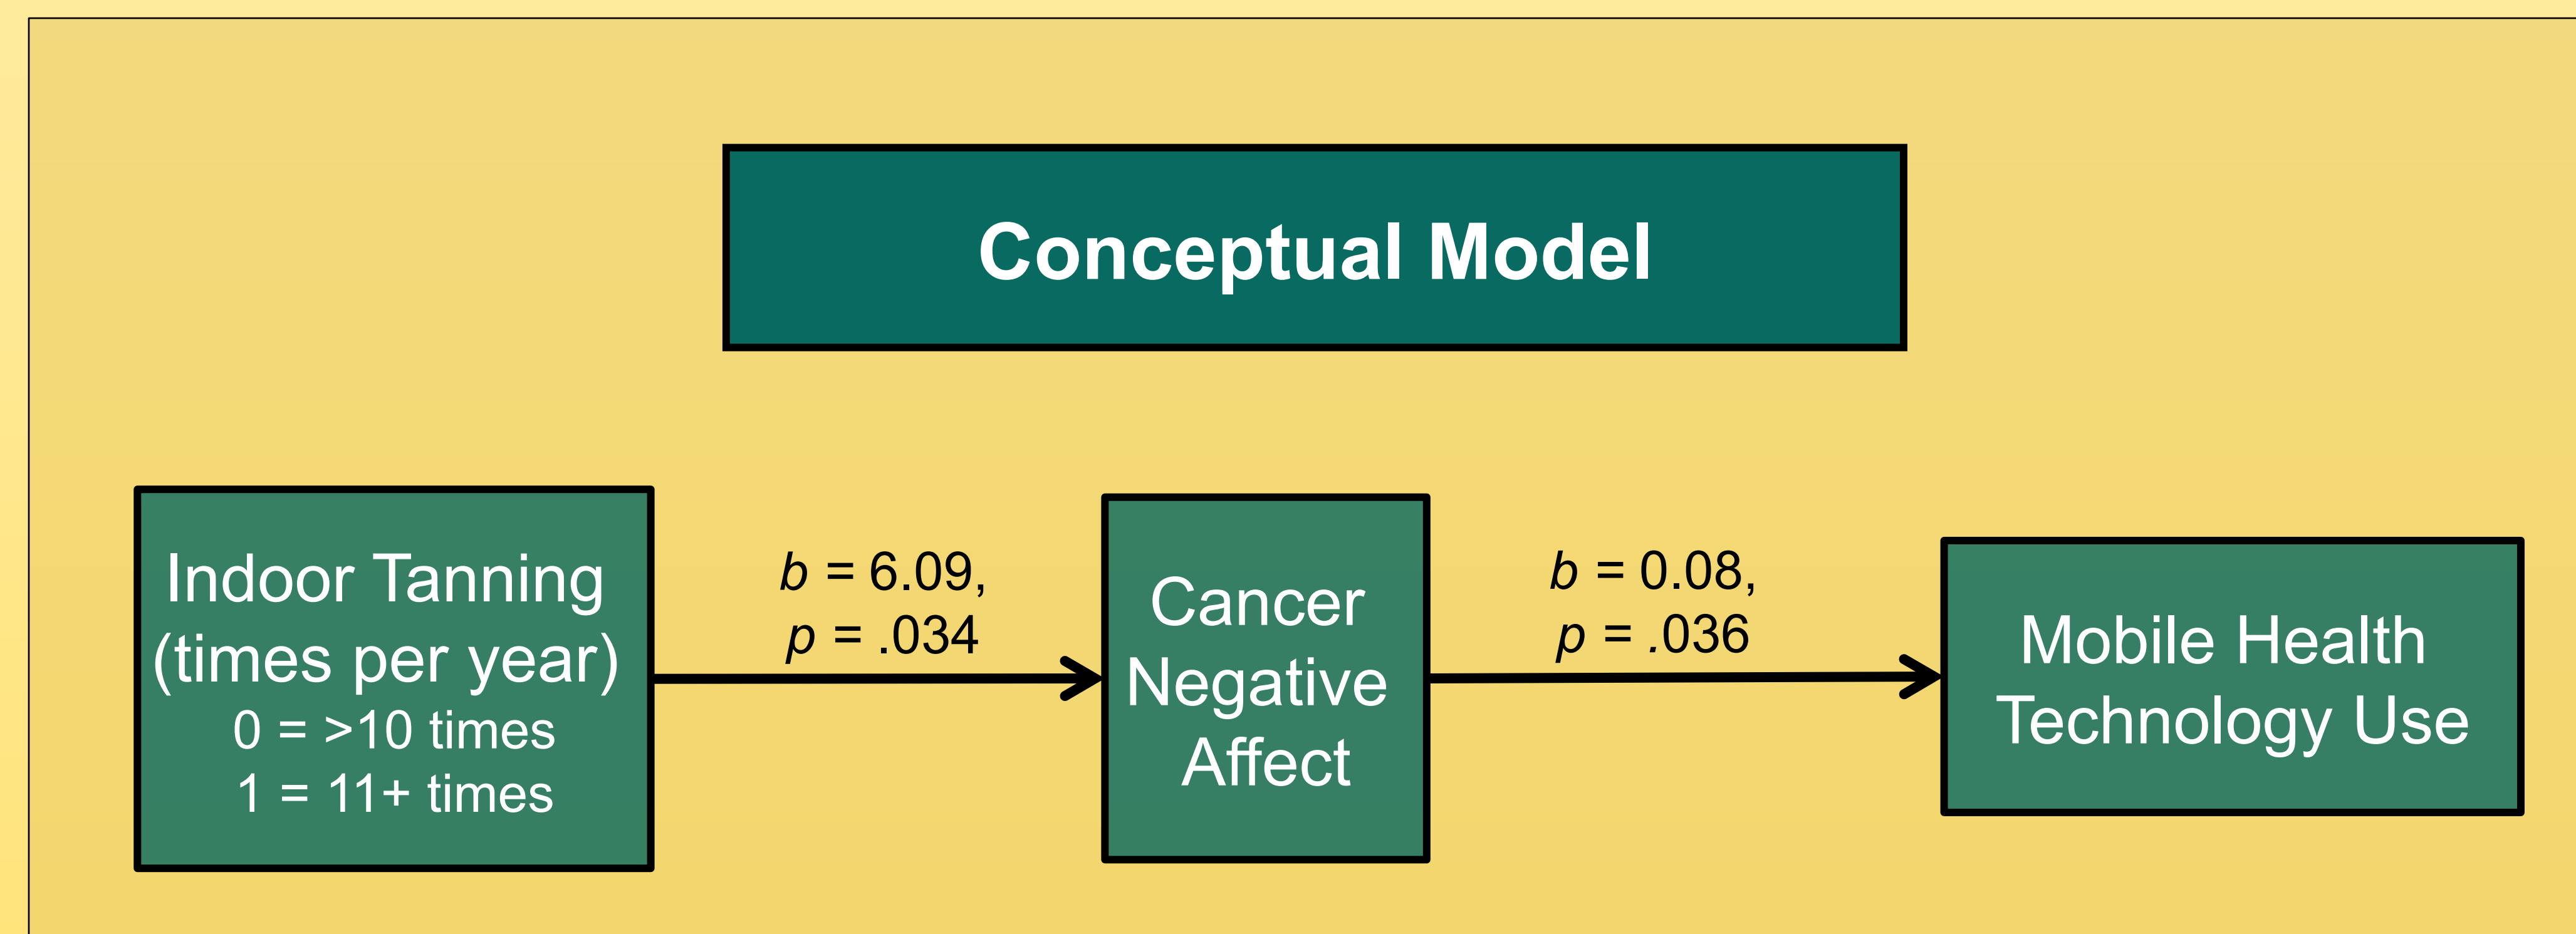 Conceptual Model
Indoor Tanning
(times per year)
0 = >10 times
1 = 11+ times
b = 6.09,
p = .034
Cancer
Negative
Affect
b = 0.08,
p = .036
Mobile Health
Technology Use